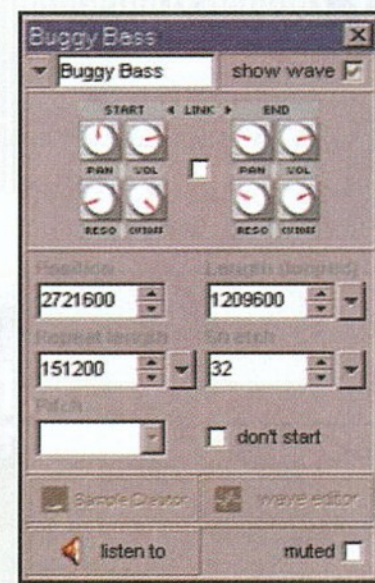 Buggy Bass
Buggy Bass show wave
START LINK END
PAN VOL PAN VOL
RESO CUTOFF RESO CUTOFF
Position Length (looped)
2721600 1209600
Repeat length Stretch
151200 32
Pitch
don't start
Sample Creator wave editor
listen to muted